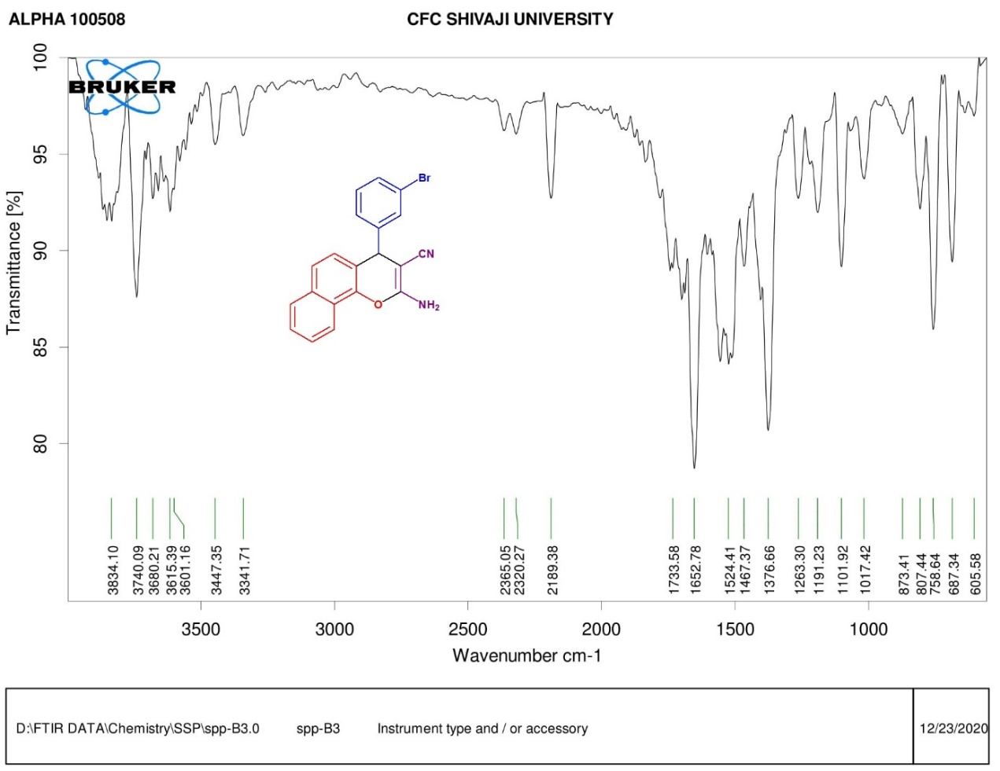 ALPHA 100508
CFC SHIVAJI UNIVERSITY
BRUKER
Transmittance [%]
100
95
90
85
80
Br
CN
O
NH2
3834.10
3740.09
3680.21
3615.39
3601.16
3447.35
3341.71
2365.05
2320.27
2189.38
1733.58
1652.78
1524.41
1467.37
1376.66
1263.30
1191.23
1101.92
1017.42
873.41
807.44
758.64
687.34
605.58
3500 3000 2500 2000 1500 1000
Wavenumber cm-1
D:\FTIR DATA\Chemistry\SSP\spp-B3.0 spp-B3 Instrument type and / or accessory 12/23/2020